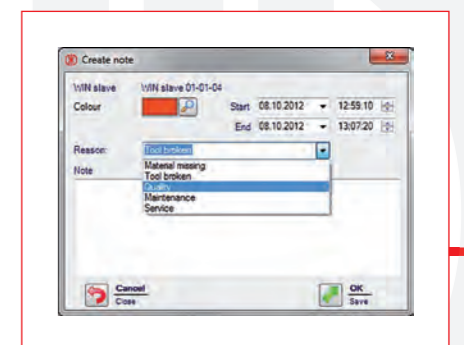 Create note
WIN slave WIN slave 01-01-04
Colour Start 08.10.2012 12:59:10
End 08.10.2012 13:07:20
Reason: Tool broken
Note Material missing
Tool broken
Quality
Maintenance
Service
Cancel OK
Close Save